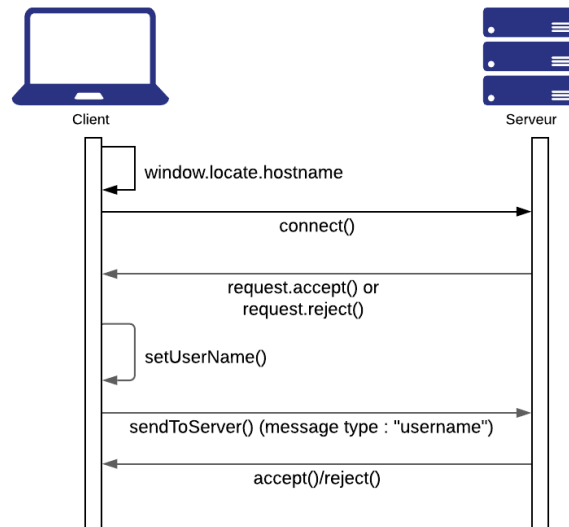 Client
Serveur
window.locate.hostname
connect()
request.accept() or
request.reject()
setUserName()
sendToServer() (message type : "username")
accept()/reject()